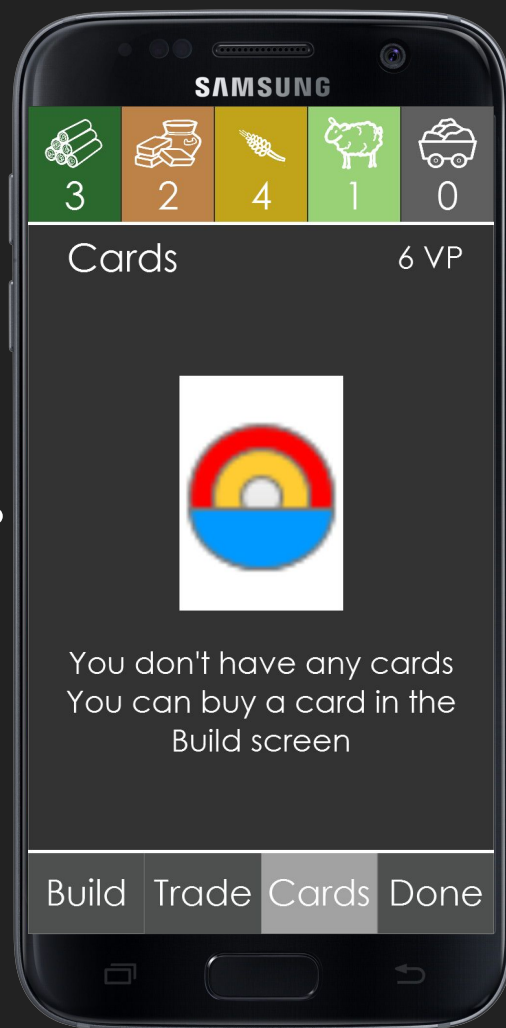 SAMSUNG
3 2 4 1 0
Cards 6 VP
You don't have any cards
You can buy a card in the
Build screen
Build Trade Cards Done